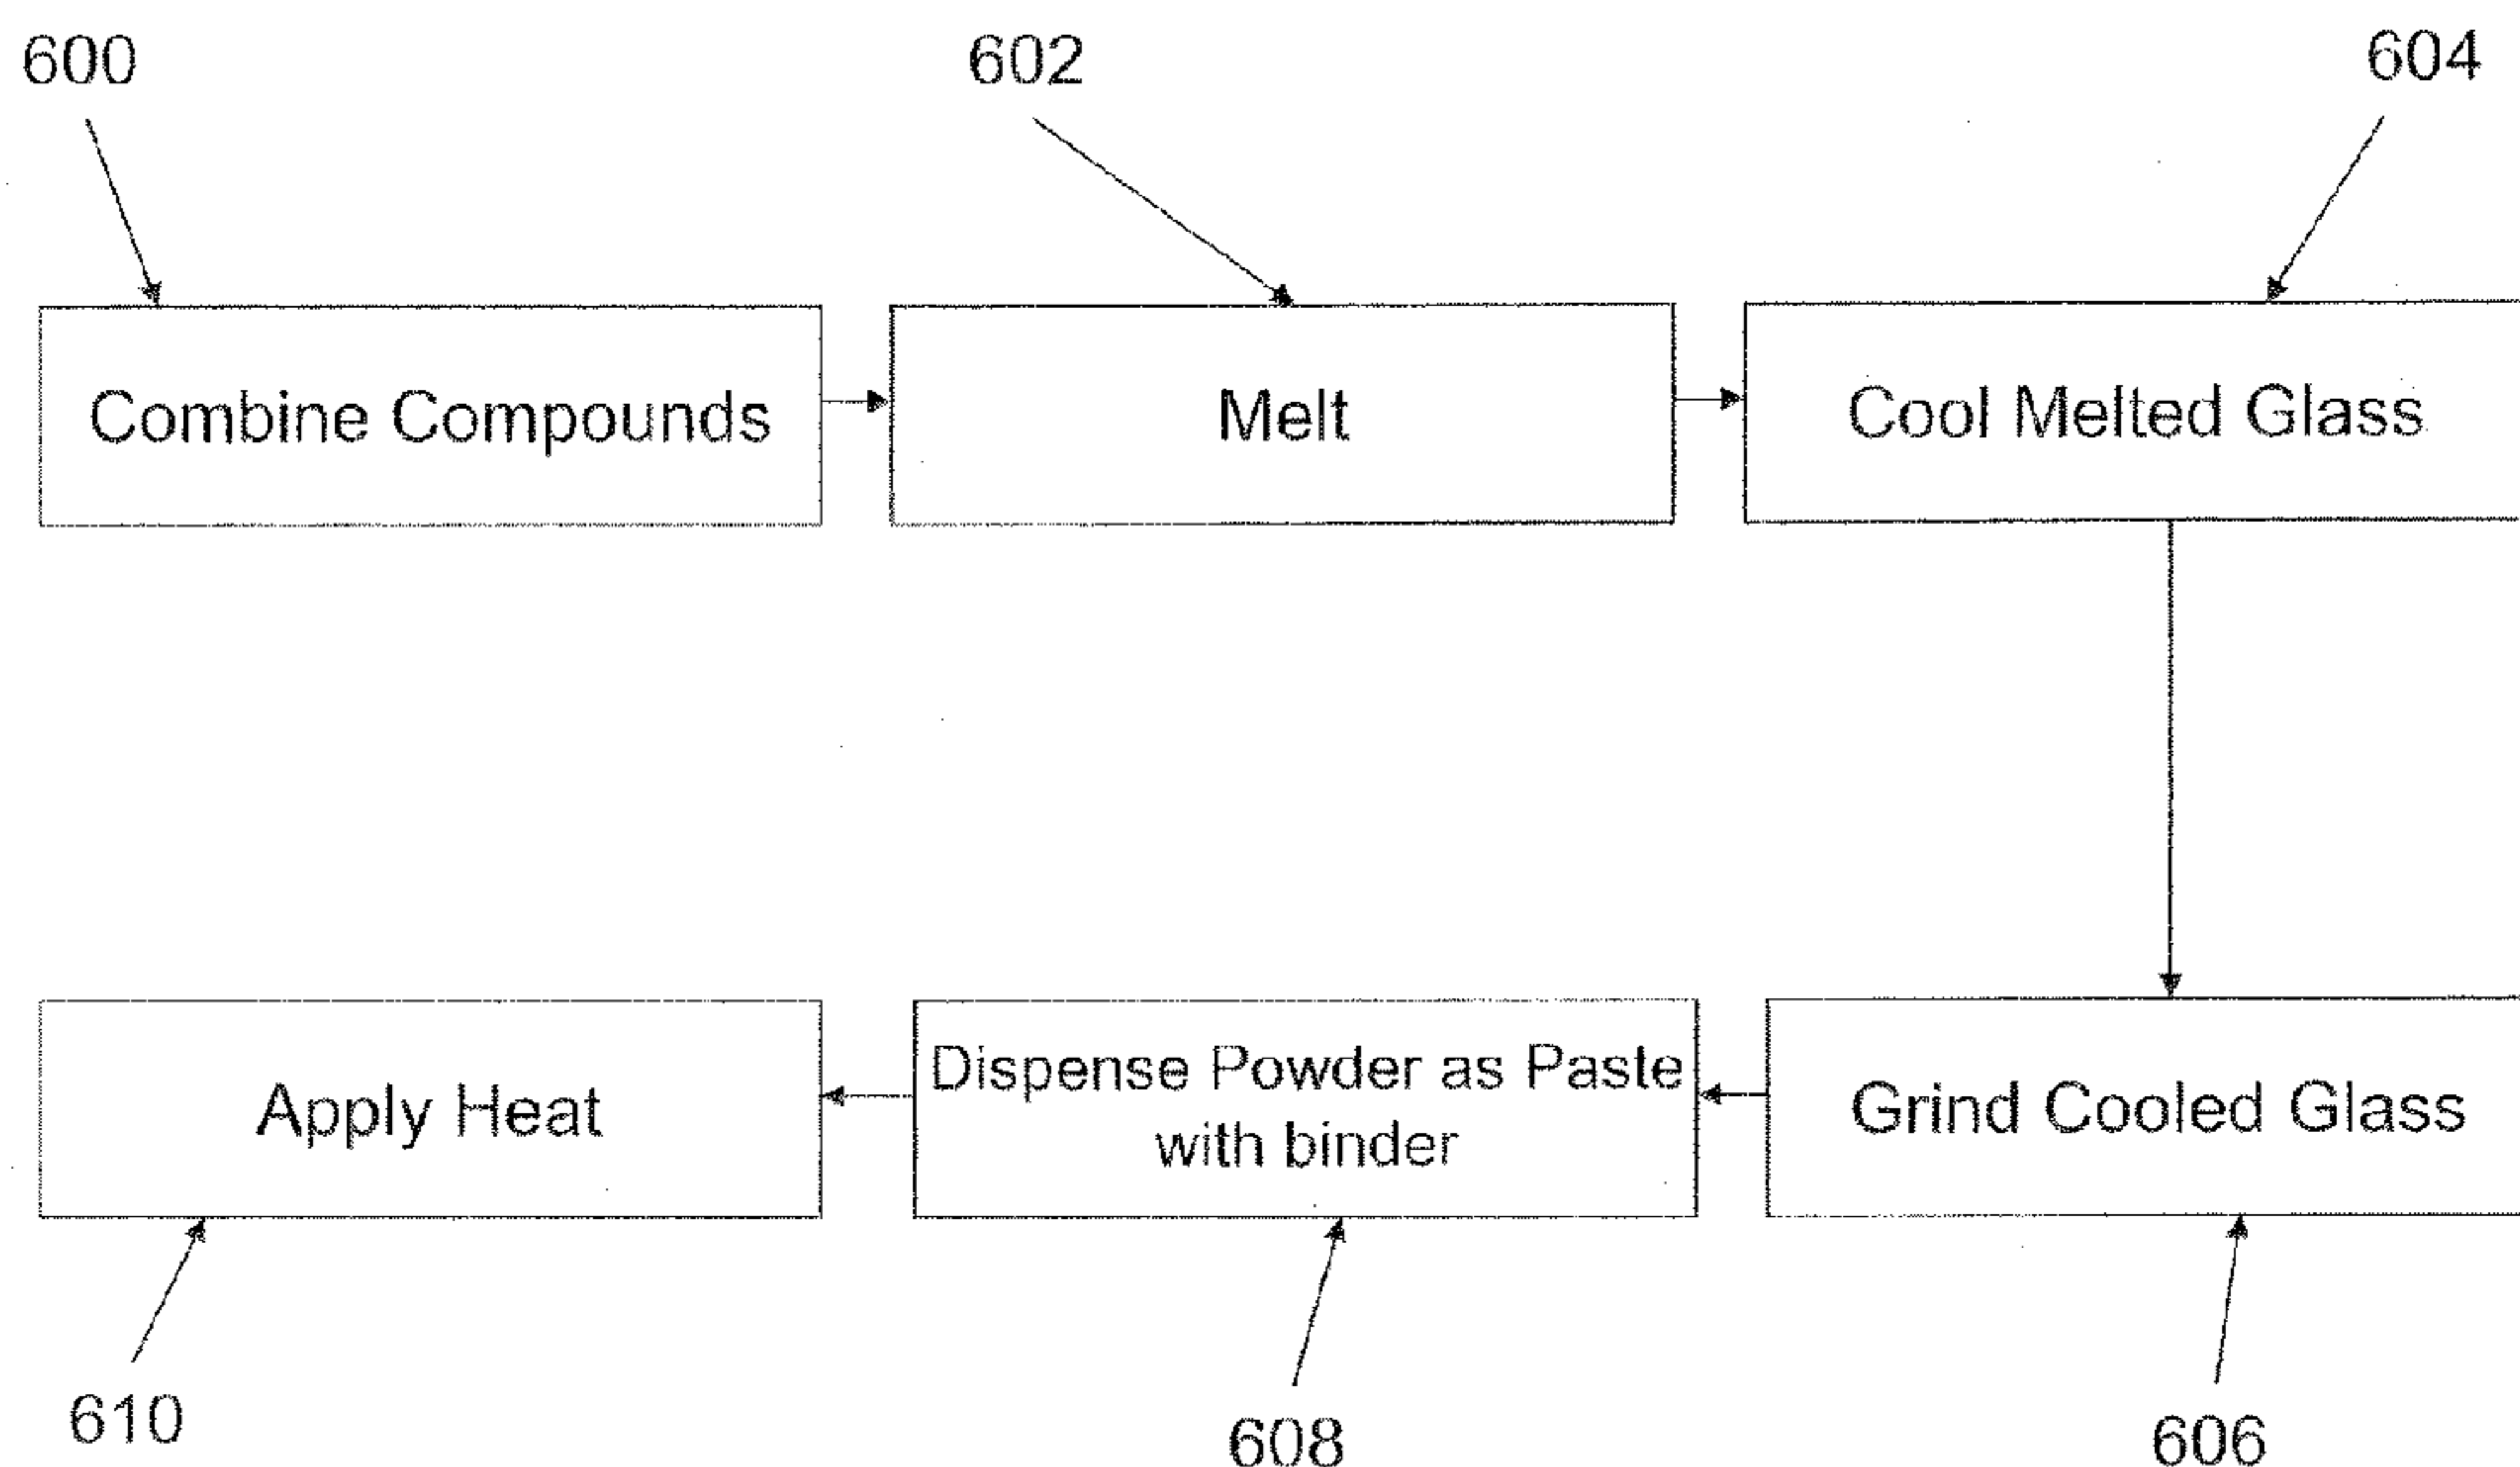 600
602
604
Combine Compounds
Melt
Cool Melted Glass
Apply Heat
Dispense Powder as Paste
with binder
Grind Cooled Glass
610
608
606